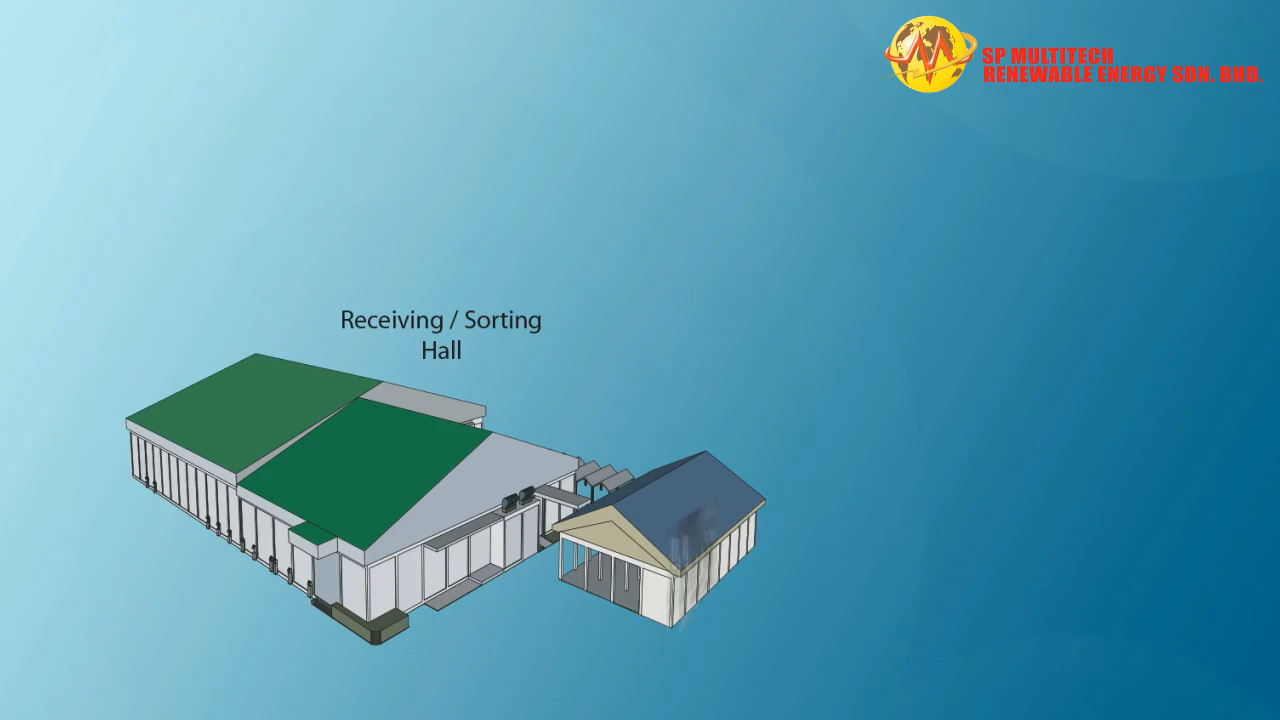 SP MULTITECH
RENEWABLE ENERGY SDN. BHD.
Receiving / Sorting
Hall